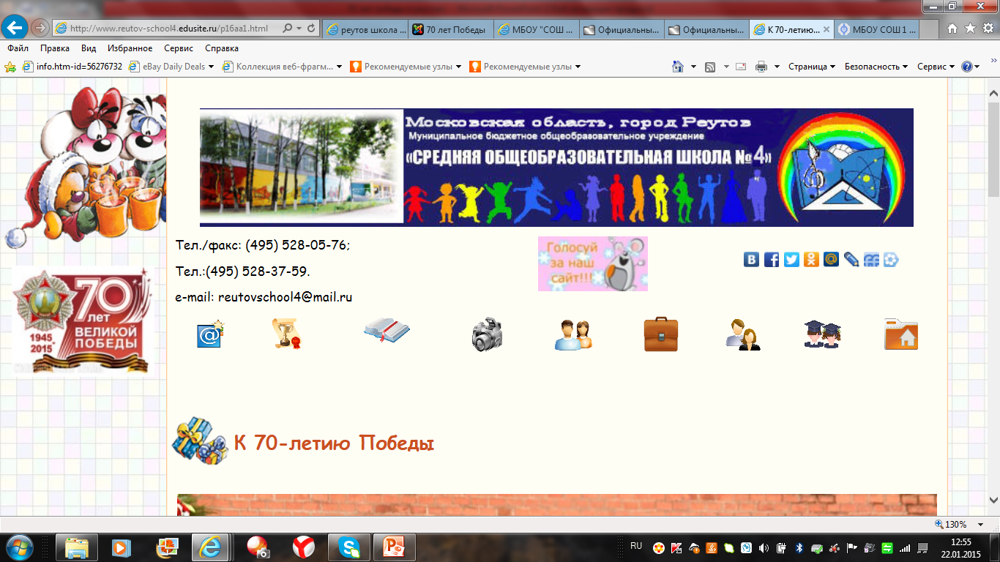 http://www.reutov-school4.edusite.ru/p16aa1.html
реутов школа ...
70 лет Победы
МБОУ "СОШ ...
Официальны...
Официальны...
К 70-летию...
МБОУ СОШ 1 ...
Файл Правка Вид Избранное Сервис Справка
info.htm-id=56276732 eBay Daily Deals Коллекция веб-фрагм... Рекомендуемые узлы Рекомендуемые узлы Страница Безопасность Сервис
Московская область, город Реутов
Муниципальное бюджетное общеобразовательное учреждение
«СРЕДНЯЯ ОБЩЕОБРАЗОВАТЕЛЬНАЯ ШКОЛА №4»
Тел./факс: (495) 528-05-76;
Тел.:(495) 528-37-59.
e-mail: reutovschool4@mail.ru
Голосуй
за наш
сайт!!!
70
лет
ВЕЛИКОЙ
ПОБЕДЫ
1945
-2015
К 70-летию Победы
130%
RU
12:55
22.01.2015